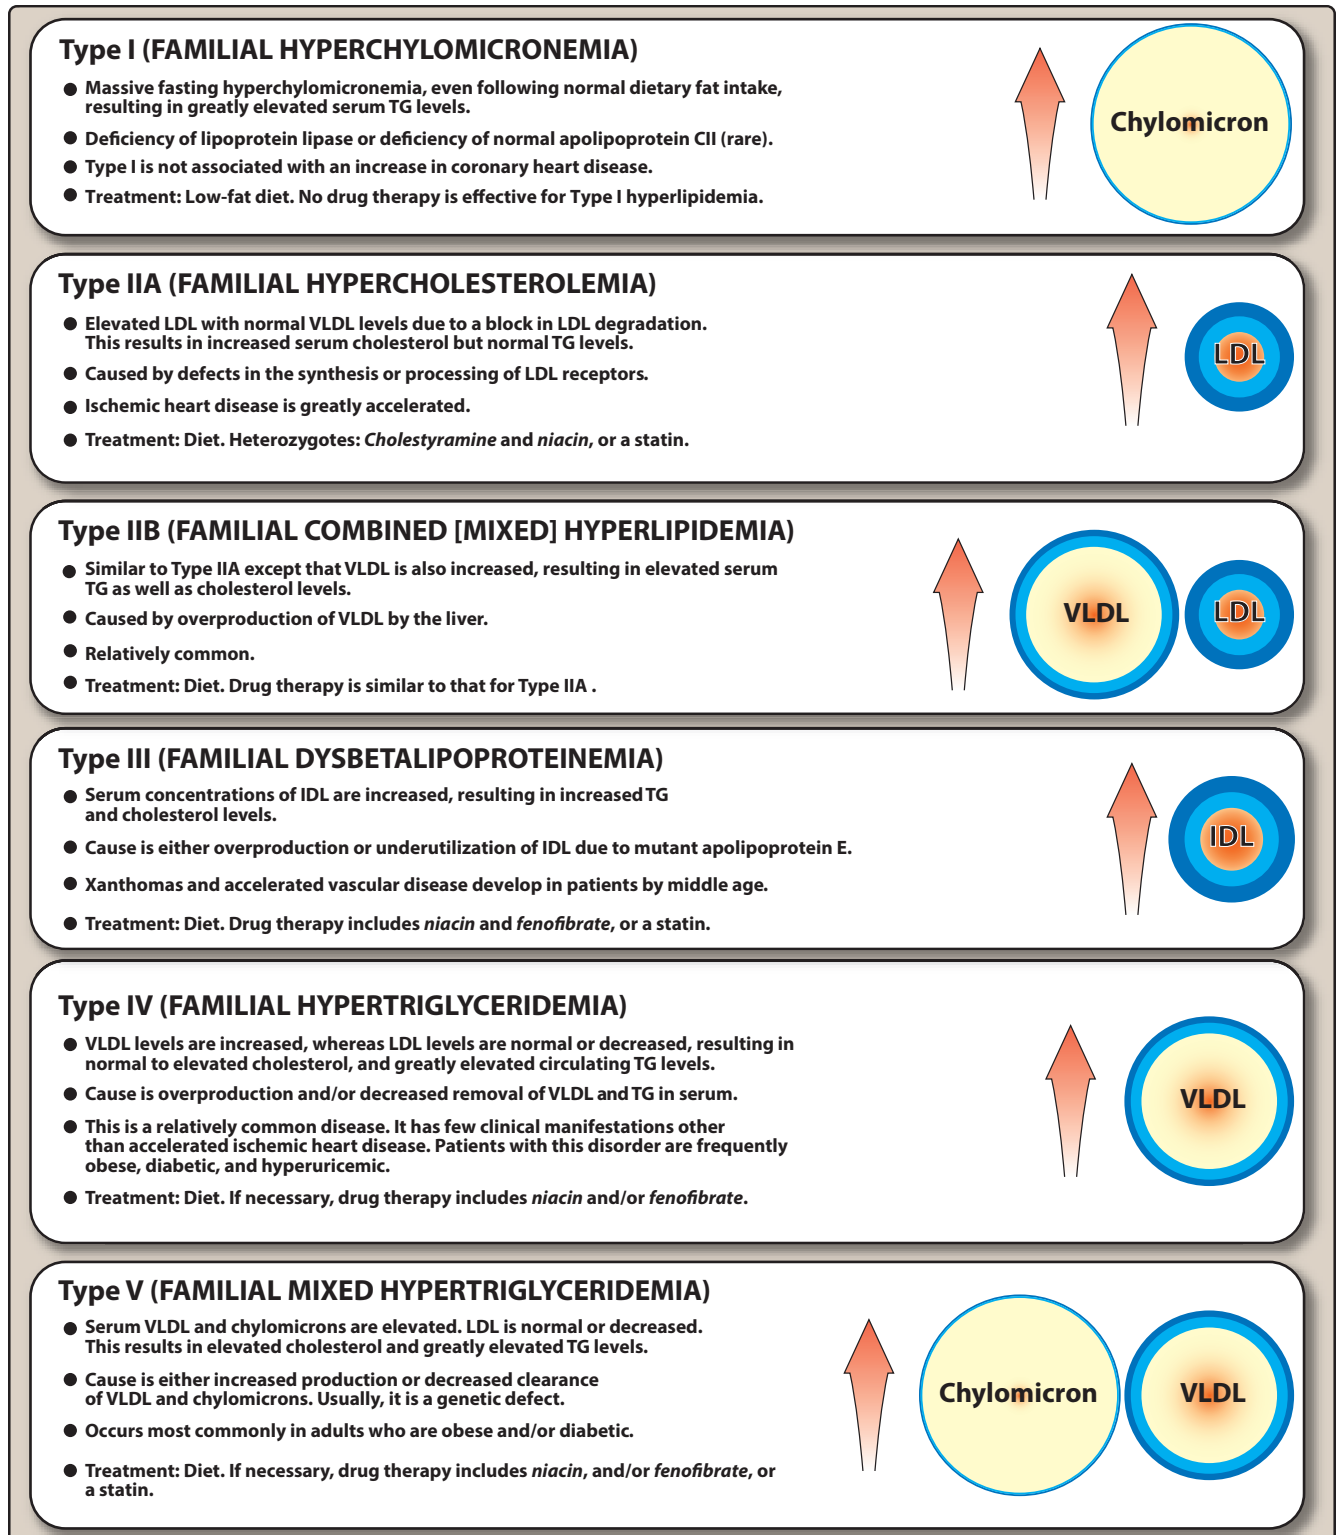 Type I (FAMILIAL HYPERCHYLOMICRONEMIA)
● Massive fasting hyperchylomicronemia, even following normal dietary fat intake,
resulting in greatly elevated serum TG levels.
● Deficiency of lipoprotein lipase or deficiency of normal apolipoprotein CII (rare).
● Type I is not associated with an increase in coronary heart disease.
● Treatment: Low-fat diet. No drug therapy is effective for Type I hyperlipidemia.
Chylomicron
Type IIA (FAMILIAL HYPERCHOLESTEROLEMIA)
● Elevated LDL with normal VLDL levels due to a block in LDL degradation.
This results in increased serum cholesterol but normal TG levels.
● Caused by defects in the synthesis or processing of LDL receptors.
● Ischemic heart disease is greatly accelerated.
● Treatment: Diet. Heterozygotes: Cholestyramine and niacin, or a statin.
LDL
Type IIB (FAMILIAL COMBINED [MIXED] HYPERLIPIDEMIA)
● Similar to Type IIA except that VLDL is also increased, resulting in elevated serum
TG as well as cholesterol levels.
● Caused by overproduction of VLDL by the liver.
● Relatively common.
● Treatment: Diet. Drug therapy is similar to that for Type IIA .
VLDL
LDL
Type III (FAMILIAL DYSBETALIPOPROTEINEMIA)
● Serum concentrations of IDL are increased, resulting in increased TG
and cholesterol levels.
● Cause is either overproduction or underutilization of IDL due to mutant apolipoprotein E.
● Xanthomas and accelerated vascular disease develop in patients by middle age.
● Treatment: Diet. Drug therapy includes niacin and fenofibrate, or a statin.
IDL
Type IV (FAMILIAL HYPERTRIGLYCERIDEMIA)
● VLDL levels are increased, whereas LDL levels are normal or decreased, resulting in
normal to elevated cholesterol, and greatly elevated circulating TG levels.
● Cause is overproduction and/or decreased removal of VLDL and TG in serum.
● This is a relatively common disease. It has few clinical manifestations other
than accelerated ischemic heart disease. Patients with this disorder are frequently
obese, diabetic, and hyperuricemic.
● Treatment: Diet. If necessary, drug therapy includes niacin and/or fenofibrate.
VLDL
Type V (FAMILIAL MIXED HYPERTRIGLYCERIDEMIA)
● Serum VLDL and chylomicrons are elevated. LDL is normal or decreased.
This results in elevated cholesterol and greatly elevated TG levels.
● Cause is either increased production or decreased clearance
of VLDL and chylomicrons. Usually, it is a genetic defect.
● Occurs most commonly in adults who are obese and/or diabetic.
● Treatment: Diet. If necessary, drug therapy includes niacin, and/or fenofibrate, or
a statin.
Chylomicron
VLDL